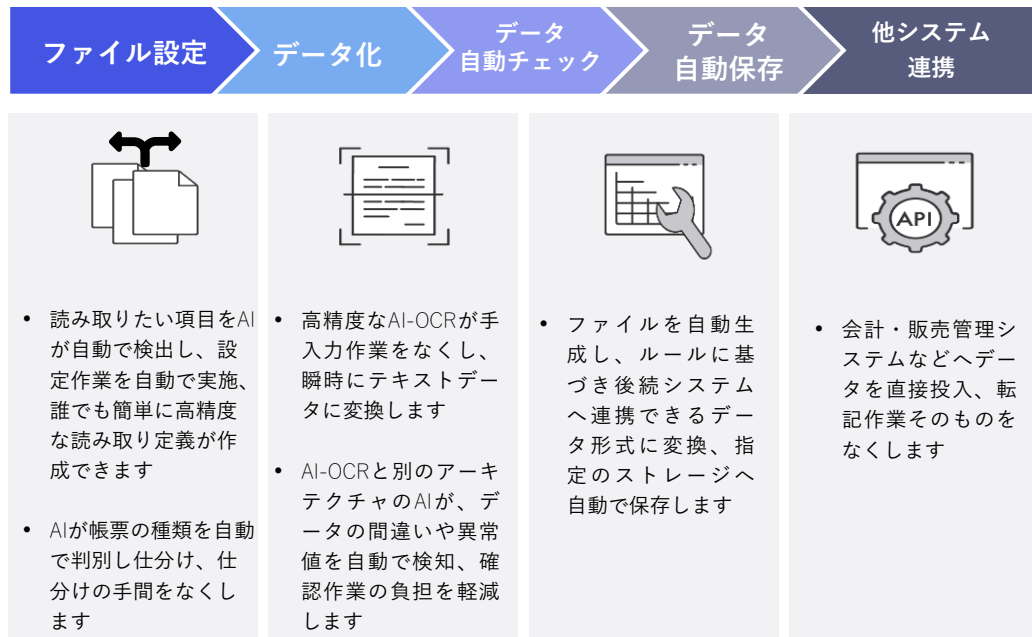 ファイル設定
データ化
データ
自動チェック
データ
自動保存
他システム
連携
• 読み取りたい項目をAI
が自動で検出し、設
定作業を自動で実施、
誰でも簡単に高精度
な読み取り定義が作
成できます
• AIが帳票の種類を自動
で判別し仕分け、仕
分けの手間をなくし
ます
• 高精度なAI-OCRが手
入力作業をなくし、
瞬時にテキストデー
タに変換します
• AI-OCRと別のアーキ
テクチャのAIが、デ
ータの間違いや異常
値を自動で検知、確
認作業の負担を軽減
します
• ファイルを自動生
成し、ルールに基
づき後続システム
へ連携できるデー
タ形式に変換、指
定のストレージへ
自動で保存します
API
• 会計・販売管理シ
ステムなどへデー
タを直接投入、転
記作業そのものを
なくします